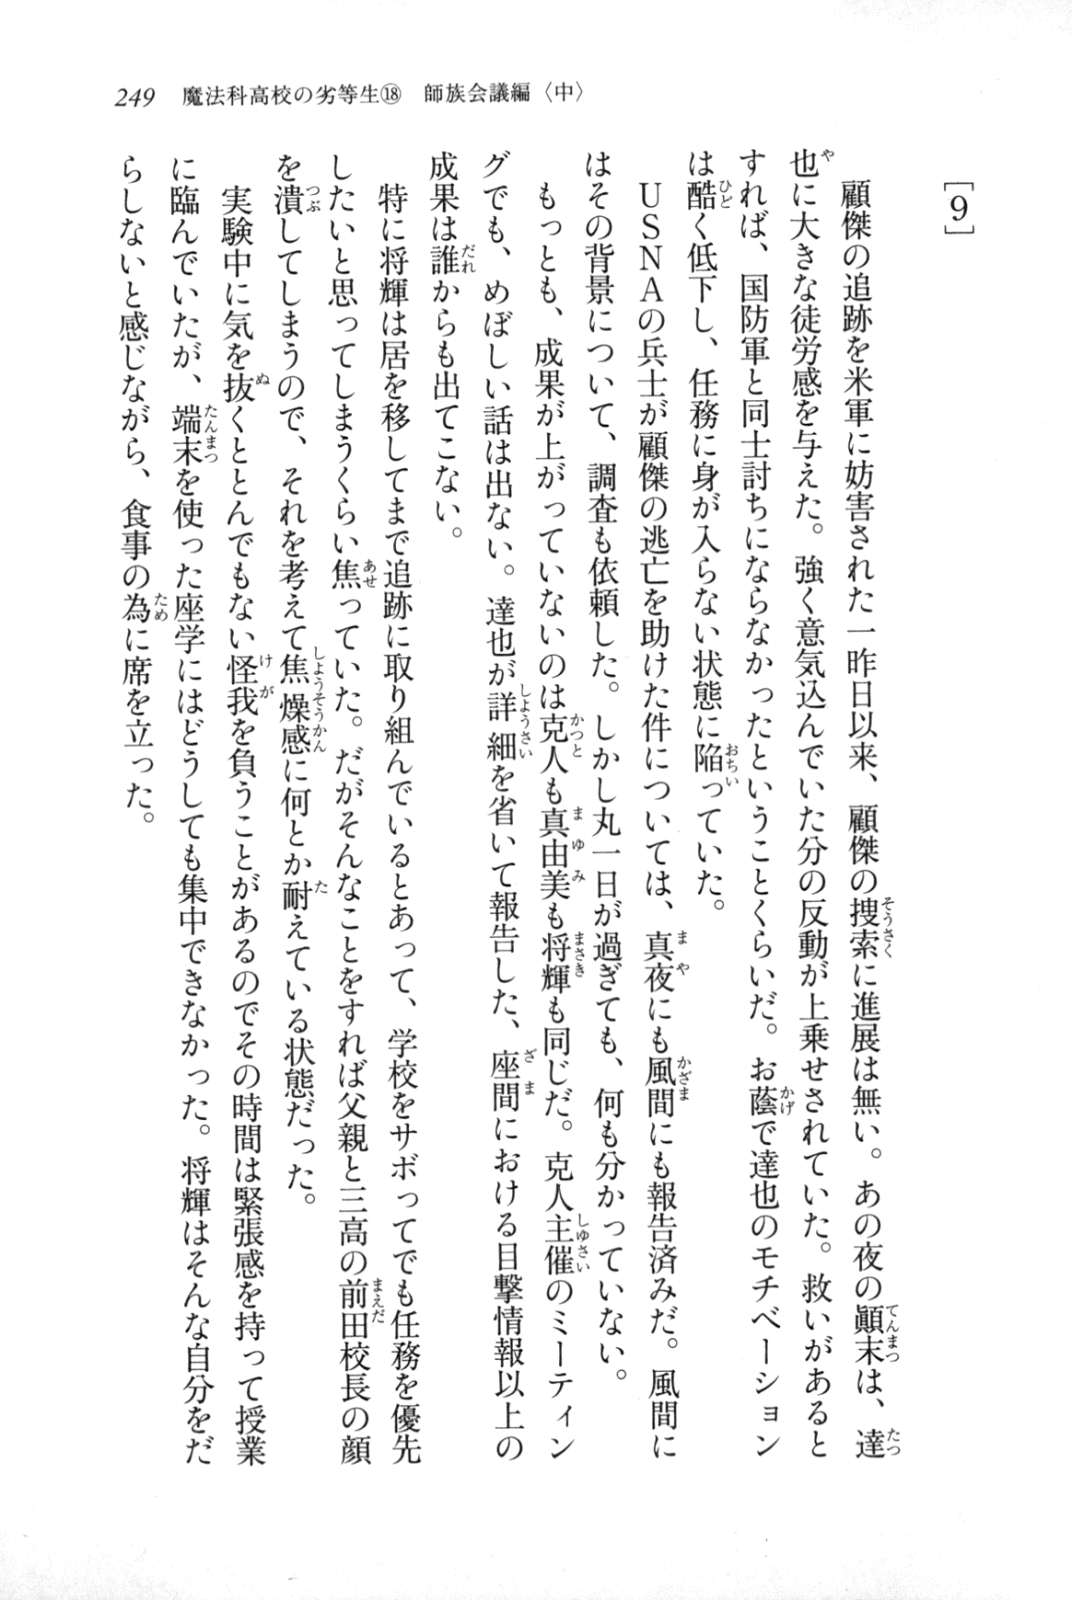 249 魔法科高校の劣等生⑱ 師族会議編〈中〉
[9]
顧傑の追跡を米軍に妨害された一昨日以来、顧傑の捜索に進展は無い。あの夜の顚末は、達
也に大きな徒労感を与えた。強く意気込んでいた分の反動が上乗せされていた。救いがあると
すれば、国防軍と同士討ちにならなかったということくらいだ。お蔭で達也のモチベーション
は酷く低下し、任務に身が入らない状態に陥っていた。
USNAの兵士が顧傑の逃亡を助けた件については、真夜にも風間にも報告済みだ。風間に
はその背景について、調査も依頼した。しかし丸一日が過ぎても、何も分かっていない。
もっとも、成果が上がっていないのは克人も真由美も将輝も同じだ。克人主催のミーティン
グでも、めぼしい話は出ない。達也が詳細を省いて報告した、座間における目撃情報以上の
成果は誰からも出てこない。
特に将輝は居を移してまで追跡に取り組んでいるとあって、学校をサボってでも任務を優先
したいと思ってしまうくらい焦っていた。だがそんなことをすれば父親と三高の前田校長の顔
を潰してしまうので、それを考えて焦燥感に何とか耐えている状態だった。
実験中に気を抜くととんでもない怪我を負うことがあるのでその時間は緊張感を持って授業
に臨んでいたが、端末を使った座学にはどうしても集中できなかった。将輝はそんな自分をだ
らしないと感じながら、食事の為に席を立った。